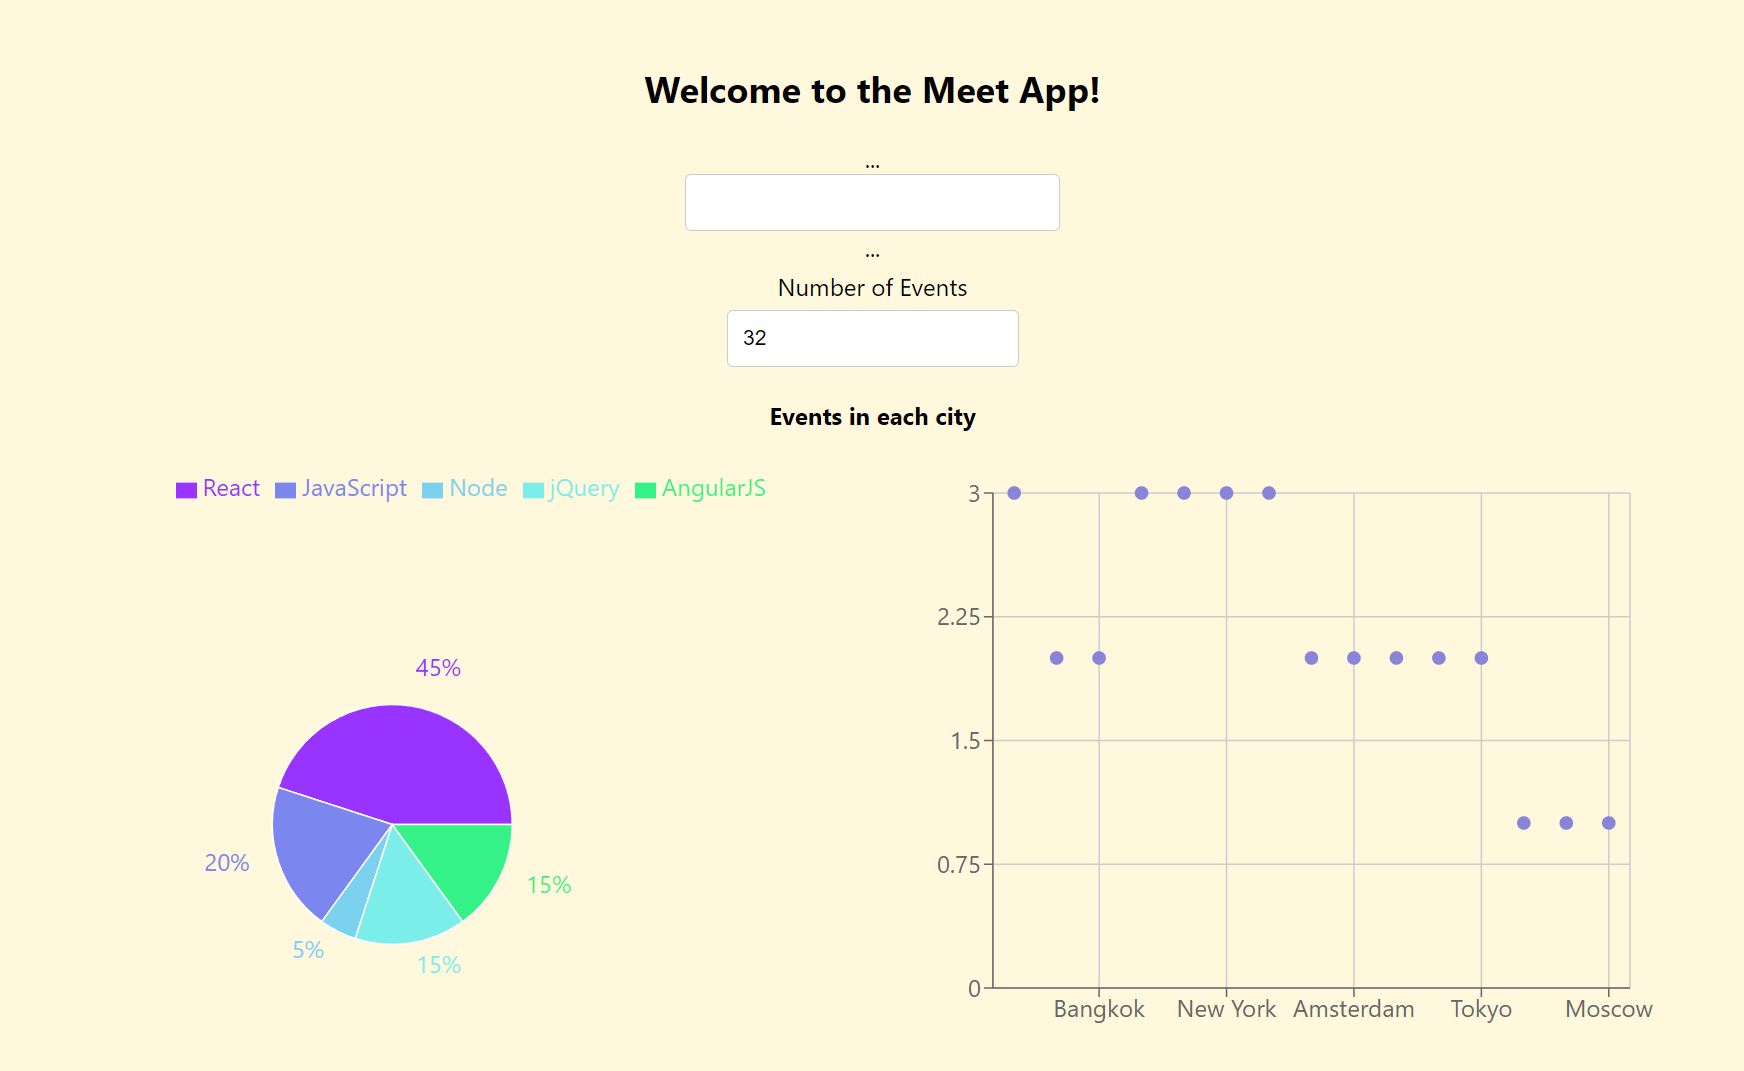 Welcome to the Meet App!
...
...
Number of Events
32
Events in each city
React JavaScript Node jQuery AngularJS
45%
20%
15%
5%
15%
3
2.25
1.5
0.75
0
Bangkok New York Amsterdam Tokyo Moscow